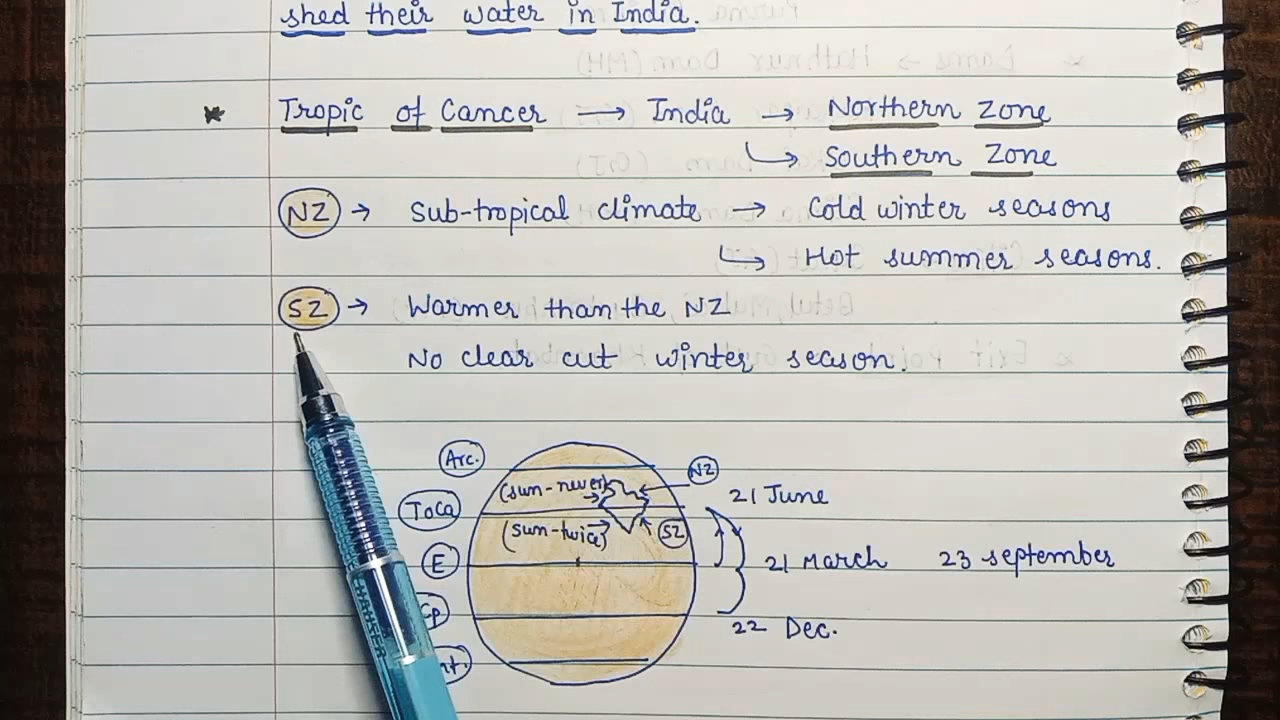 shed their water in India.
* Tropic of Cancer → India → Northern Zone
↳ Southern Zone
NZ → Sub-tropical climate → Cold winter seasons
↳ Hot summer seasons.
SZ → Warmer than the NZ
No clear cut winter season.
Arc.
(sun-never) NZ
ToCa 21 June
(sun-twice) SZ
E 21 March 23 september
Cp
22 Dec.
nt.